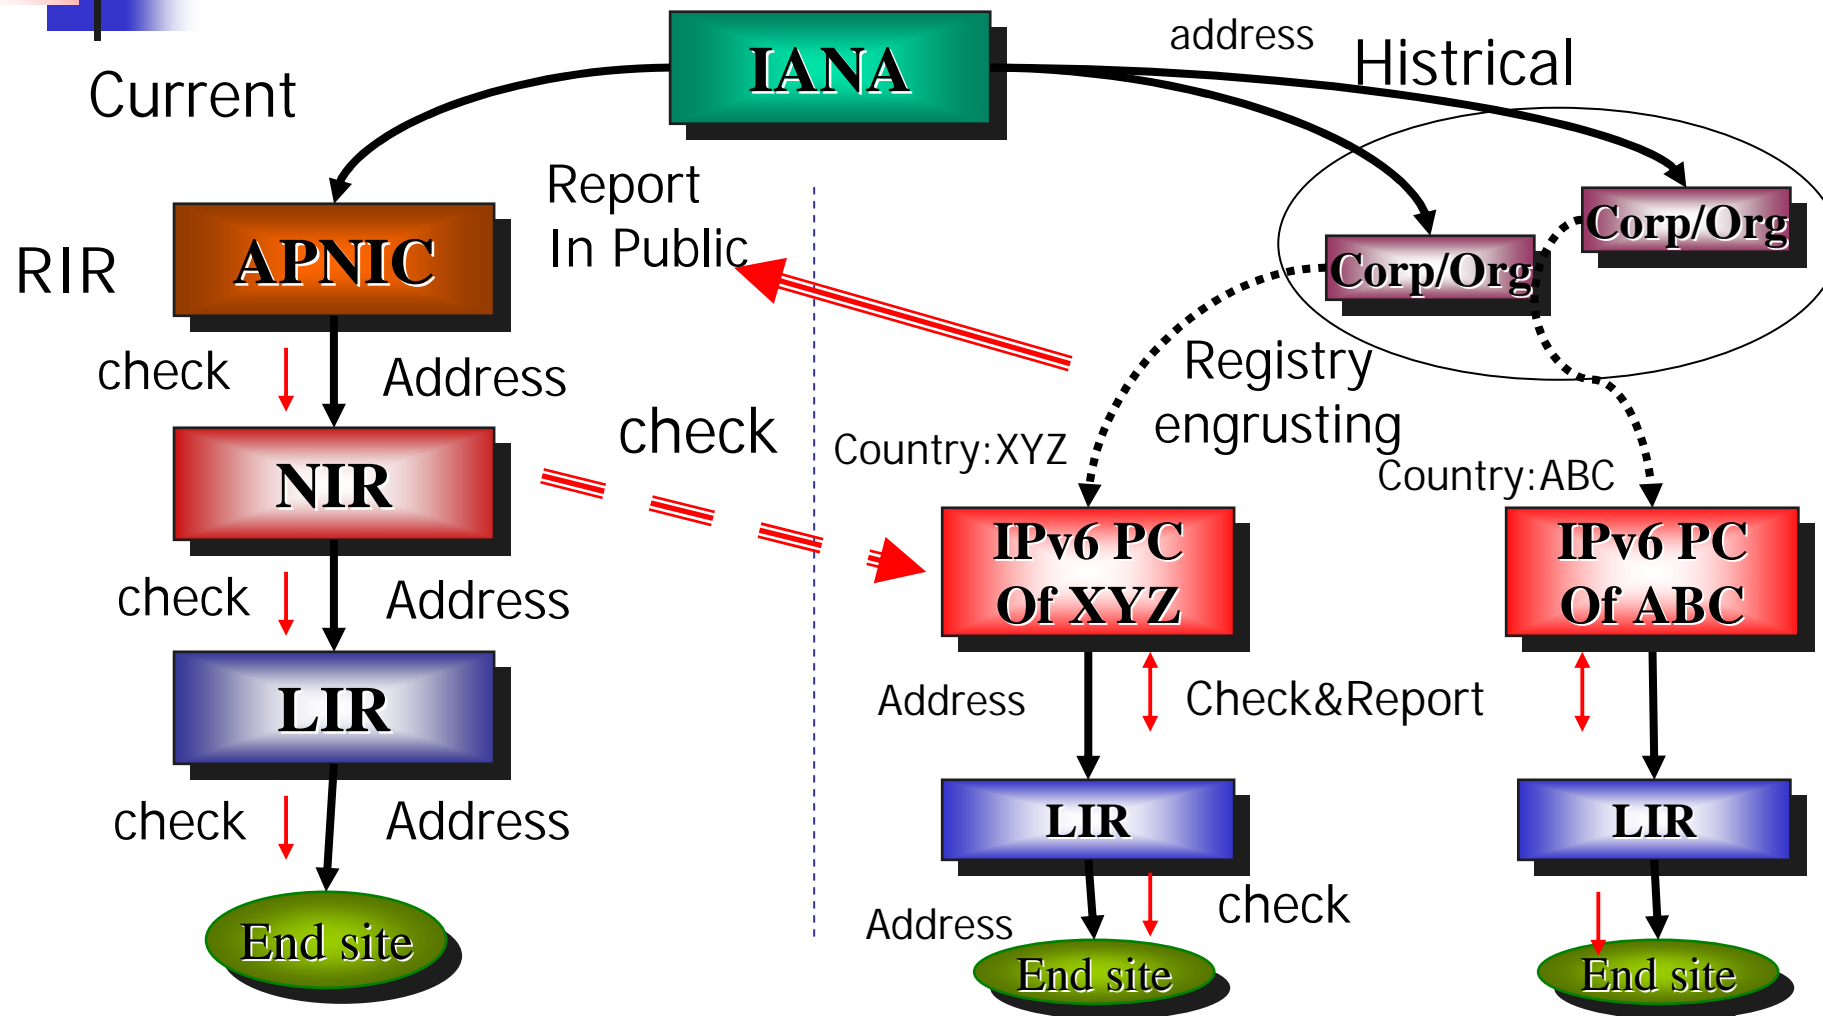 IANA
address
Histrical
Current
Report
In Public
RIR
APNIC
Corp/Org
Corp/Org
check
Address
Registry
engrusting
check
Country:XYZ
Country:ABC
NIR
IPv6 PC
Of XYZ
IPv6 PC
Of ABC
check
Address
LIR
Address
Check&Report
check
Address
LIR
LIR
Address
check
End site
End site
End site